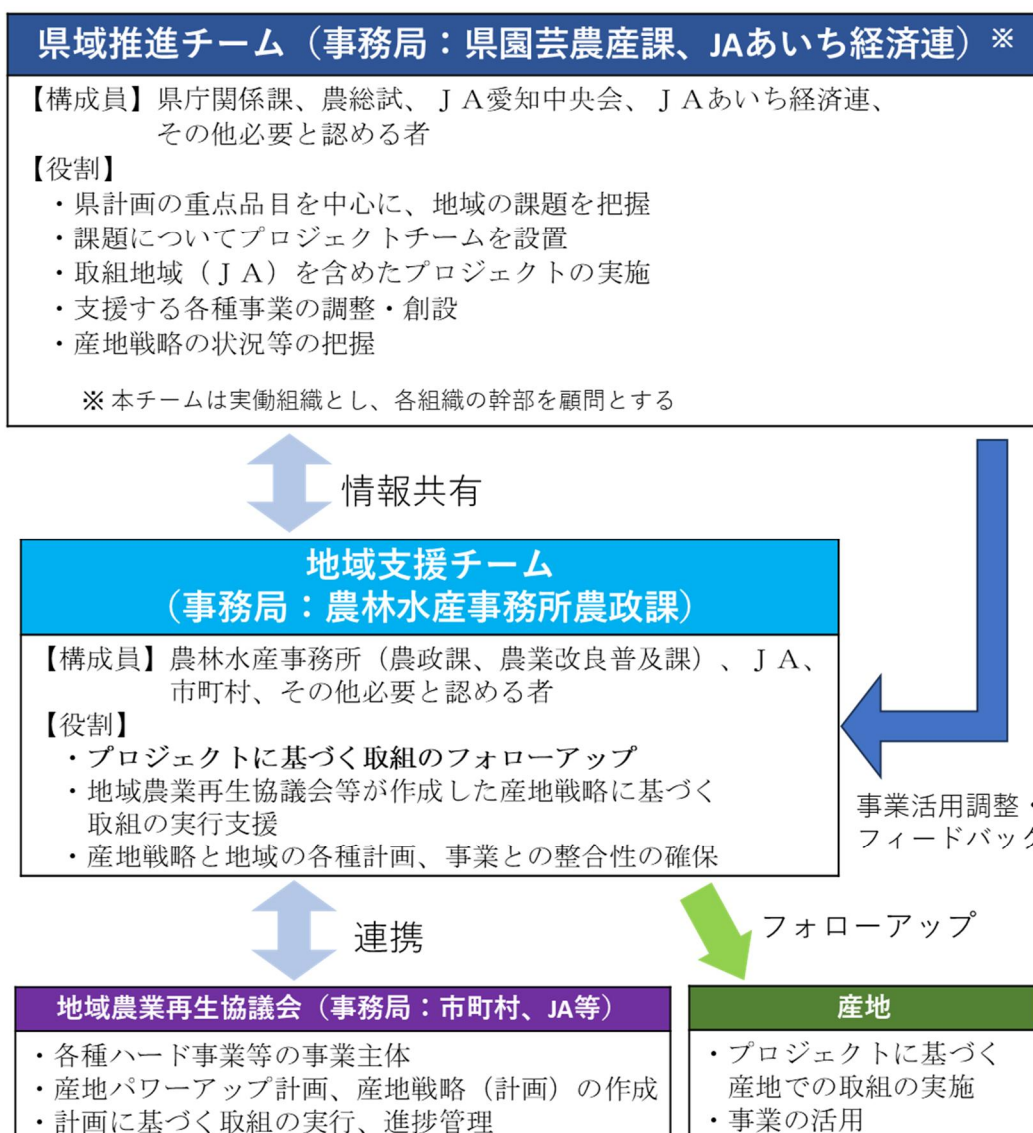 県域推進チーム（事務局：県園芸農産課、JAあいち経済連）※
【構成員】県庁関係課、農総試、ＪＡ愛知中央会、ＪＡあいち経済連、
その他必要と認める者
【役割】
・県計画の重点品目を中心に、地域の課題を把握
・課題についてプロジェクトチームを設置
・取組地域（ＪＡ）を含めたプロジェクトの実施
・支援する各種事業の調整・創設
・産地戦略の状況等の把握
※ 本チームは実働組織とし、各組織の幹部を顧問とする
情報共有
地域支援チーム
（事務局：農林水産事務所農政課）
【構成員】農林水産事務所（農政課、農業改良普及課）、ＪＡ、
市町村、その他必要と認める者
【役割】
・プロジェクトに基づく取組のフォローアップ
・地域農業再生協議会等が作成した産地戦略に基づく
取組の実行支援
・産地戦略と地域の各種計画、事業との整合性の確保
事業活用調整・
フィードバック
連携
フォローアップ
地域農業再生協議会（事務局：市町村、JA等）
・各種ハード事業等の事業主体
・産地パワーアップ計画、産地戦略（計画）の作成
・計画に基づく取組の実行、進捗管理
産地
・プロジェクトに基づく
産地での取組の実施
・事業の活用